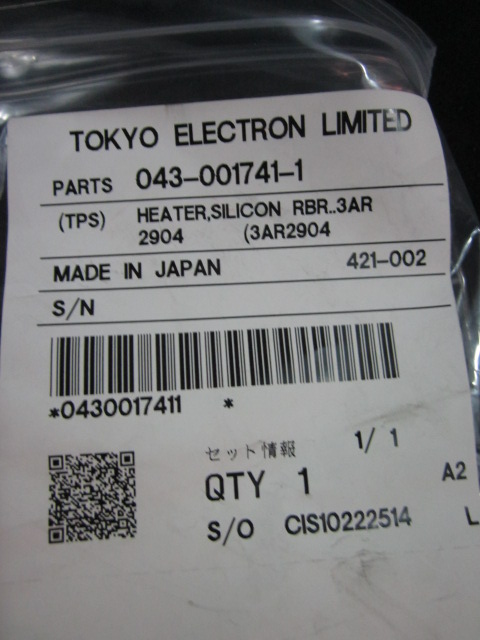 TOKYO ELECTRON LIMITED
PARTS 043-001741-1
(TPS) HEATER,SILICON RBR..3AR
2904 (3AR2904
MADE IN JAPAN 421-002
S/N
*0430017411 *
セット情報 1/ 1
QTY 1 A2
S/O CIS10222514 L